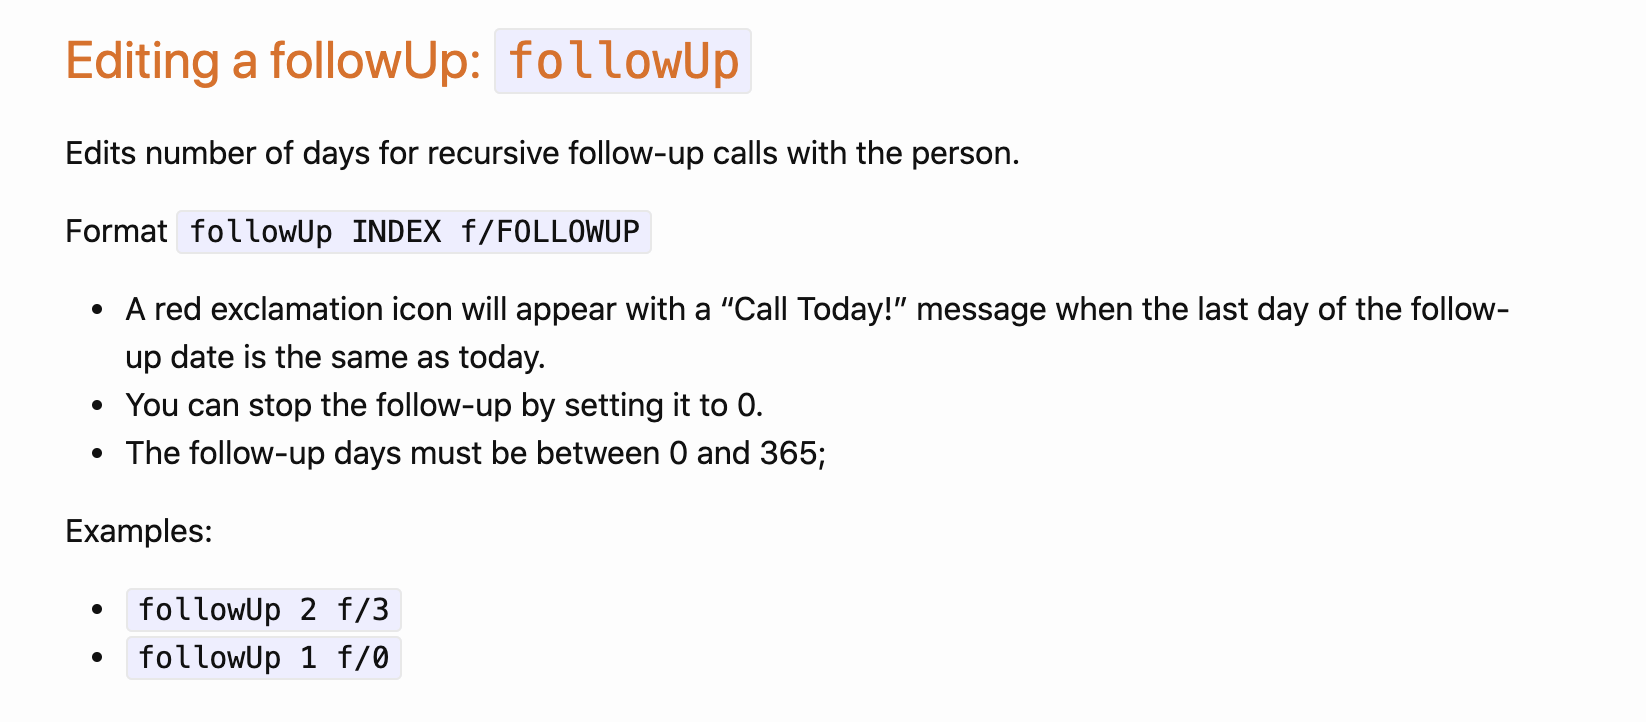 Editing a followUp: followUp
Edits number of days for recursive follow-up calls with the person.
Format followUp INDEX f/FOLLOWUP
• A red exclamation icon will appear with a “Call Today!” message when the last day of the follow-
up date is the same as today.
• You can stop the follow-up by setting it to 0.
• The follow-up days must be between 0 and 365;
Examples:
• followUp 2 f/3
• followUp 1 f/0